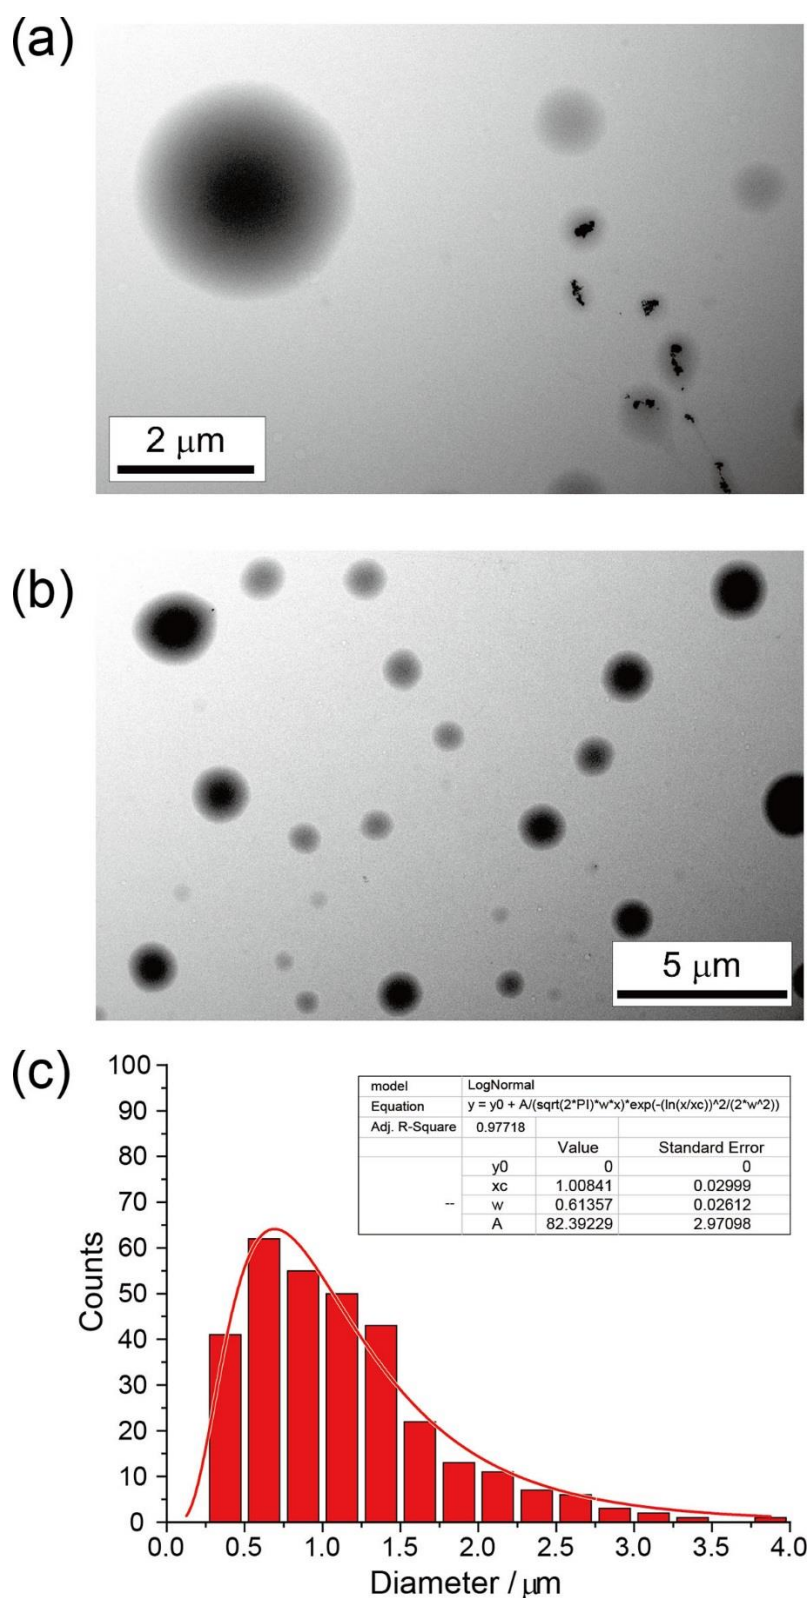 (a)
2 μm
(b)
5 μm
(c)
100
90
80
70
60
50
40
30
20
10
0
Counts
model LogNormal
Equation y = y0 + A/(sqrt(2*PI)*w*x)*exp(-(ln(x/xc))^2/(2*w^2))
Adj. R-Square 0.97718
Value Standard Error
y0 0 0
xc 1.00841 0.02999
-- w 0.61357 0.02612
A 82.39229 2.97098
0.0 0.5 1.0 1.5 2.0 2.5 3.0 3.5 4.0
Diameter / μm